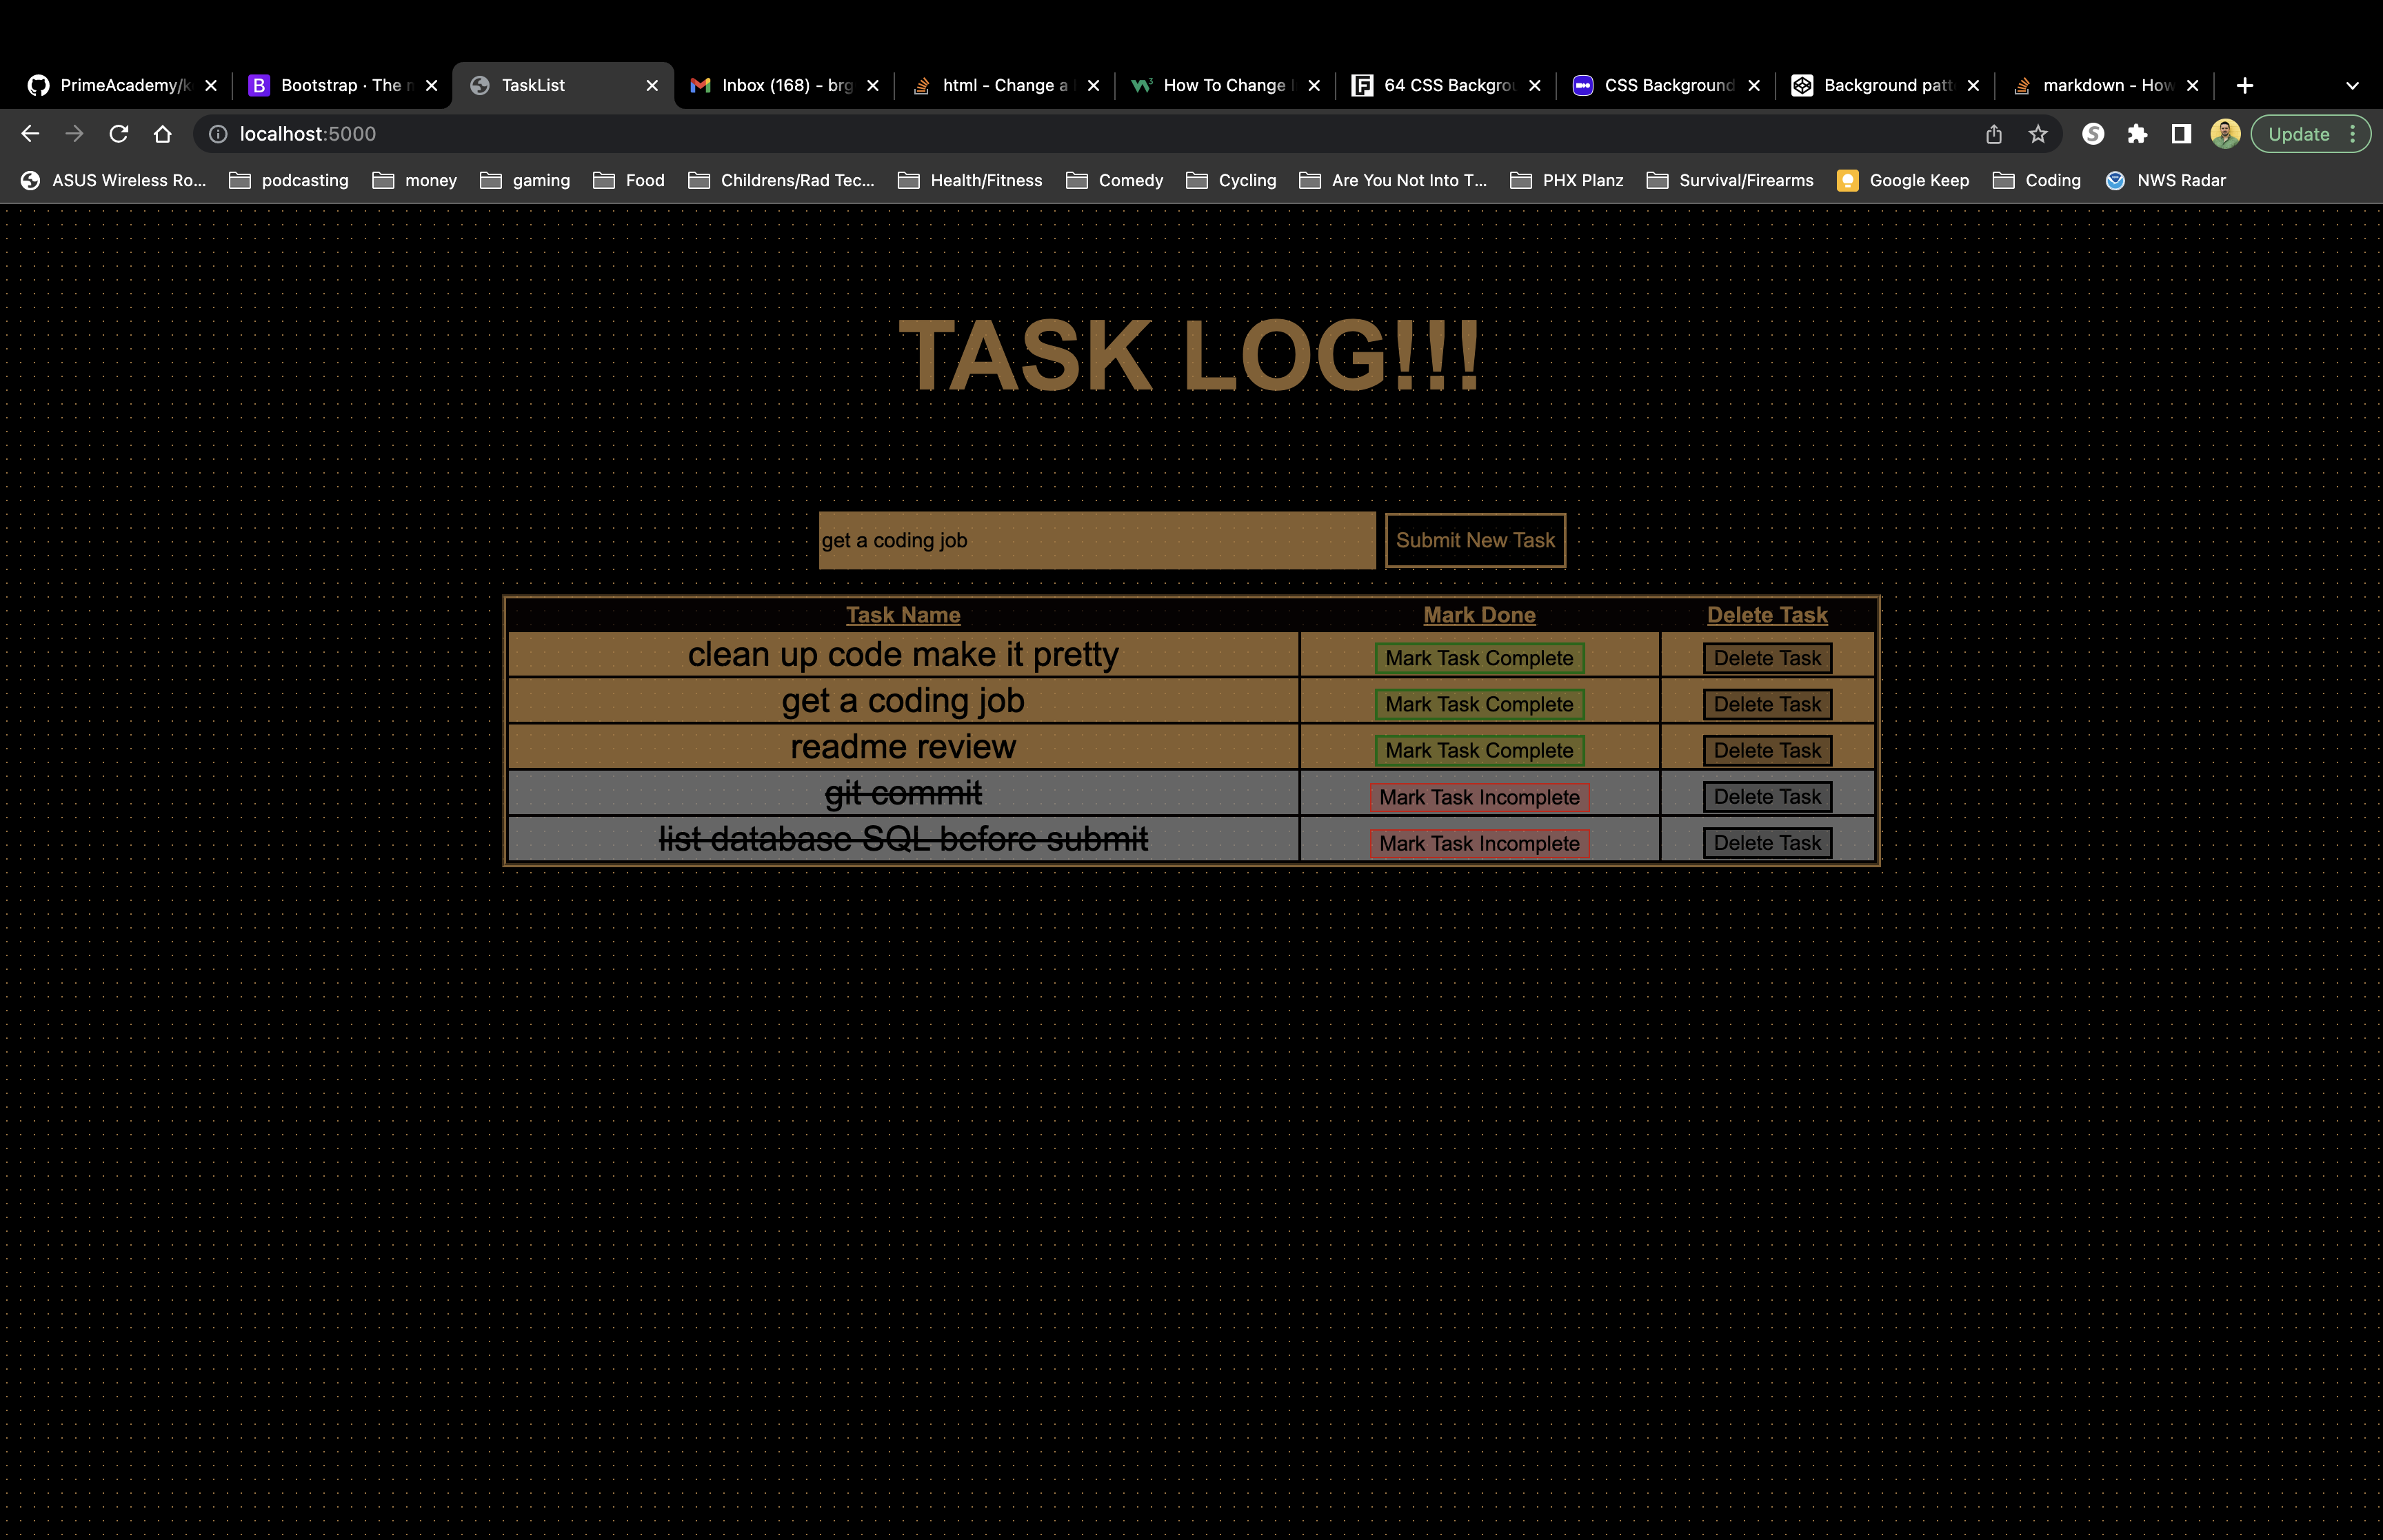 PrimeAcademy/k Bootstrap · The n TaskList Inbox (168) - brg html - Change a How To Change I 64 CSS Backgrou CSS Background Background patt markdown - How
localhost:5000 Update
ASUS Wireless Ro... podcasting money gaming Food Childrens/Rad Tec... Health/Fitness Comedy Cycling Are You Not Into T... PHX Planz Survival/Firearms Google Keep Coding NWS Radar
TASK LOG!!!
get a coding job Submit New Task
Task Name Mark Done Delete Task
clean up code make it pretty Mark Task Complete Delete Task
get a coding job Mark Task Complete Delete Task
readme review Mark Task Complete Delete Task
git commit Mark Task Incomplete Delete Task
list database SQL before submit Mark Task Incomplete Delete Task